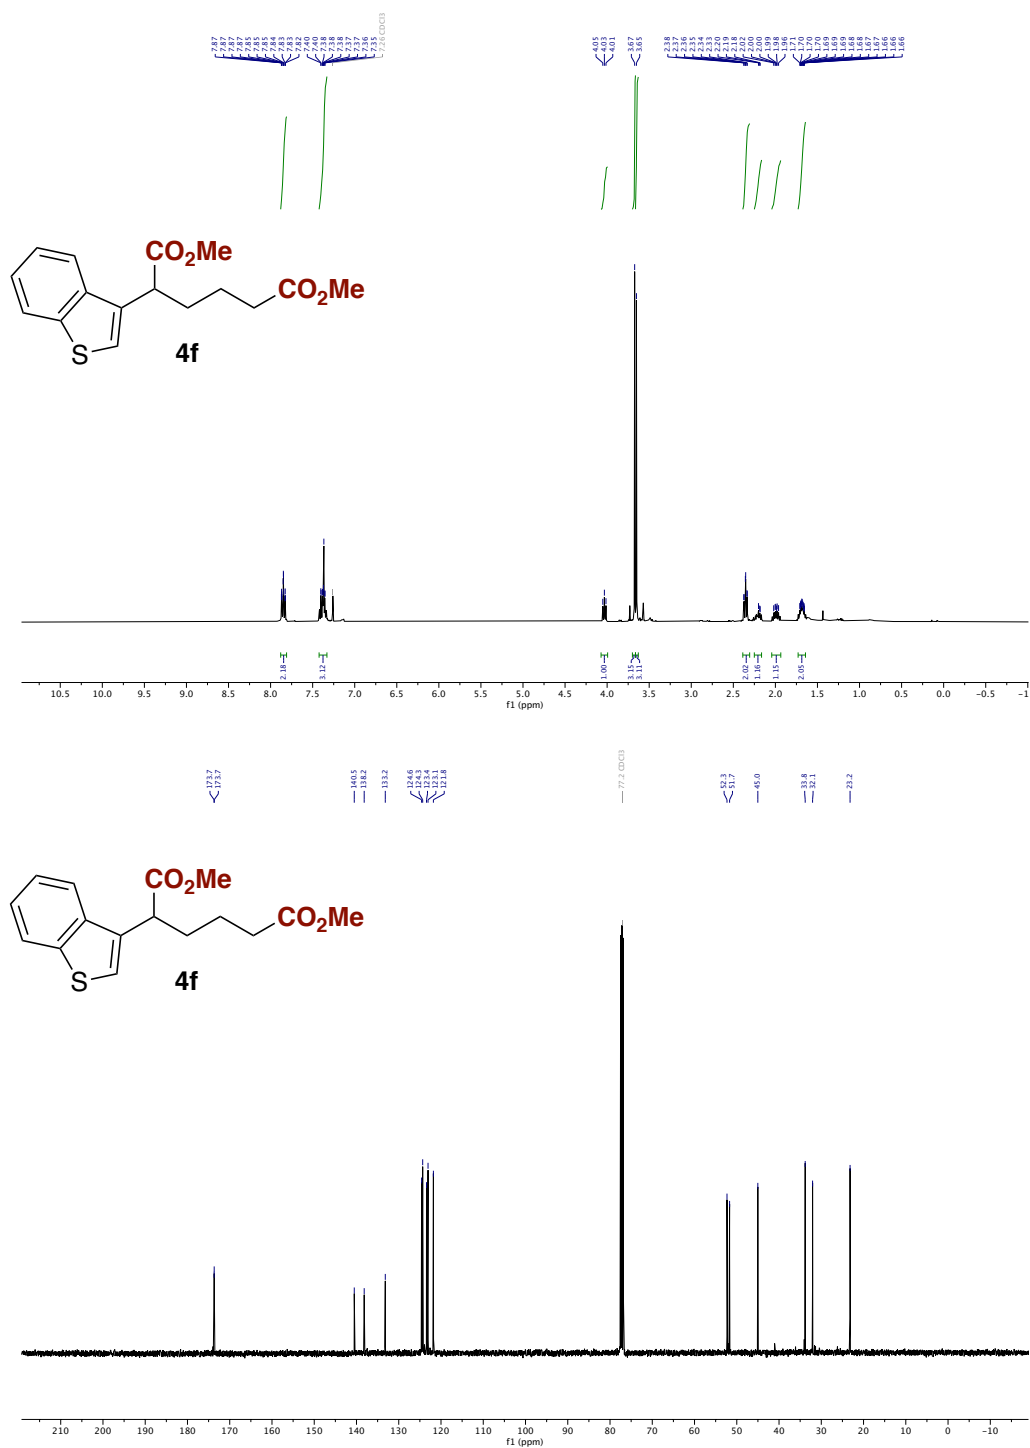 7.87 7.87 7.87 7.87 7.85 7.85 7.85 7.84 7.83 7.83 7.82 7.40 7.40 7.38 7.38 7.38 7.37 7.37 7.36 7.35 7.26 CDCl3
4.05 4.03 4.01
3.67 3.65
2.38 2.37 2.36 2.35 2.34 2.33 2.20 2.19 2.18 2.02 2.00 2.00 1.99 1.98 1.96 1.71 1.70 1.70 1.70 1.69 1.69 1.69 1.68 1.68 1.67 1.67 1.66 1.66 1.66
CO2Me
CO2Me
S
4f
2.18 3.12 1.00 3.15 3.11 2.02 1.16 1.15 2.05
10.5 10.0 9.5 9.0 8.5 8.0 7.5 7.0 6.5 6.0 5.5 5.0 4.5 4.0 3.5 3.0 2.5 2.0 1.5 1.0 0.5 0.0 −0.5 −1
f1 (ppm)
173.7 173.7
140.5 138.2 133.2
124.6 124.3 123.4 123.1 121.8
77.2 CDCl3
52.3 51.7 45.0
33.8 32.1 23.2
CO2Me
CO2Me
S
4f
210 200 190 180 170 160 150 140 130 120 110 100 90 80 70 60 50 40 30 20 10 0 −10
f1 (ppm)